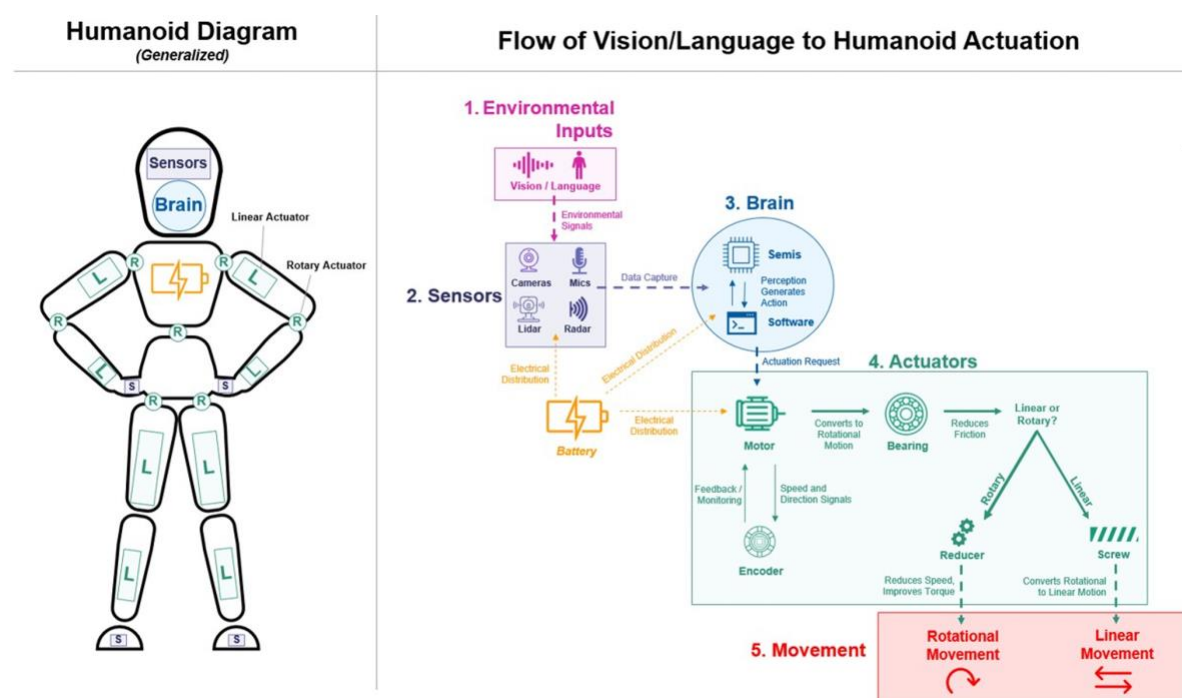 Humanoid Diagram
(Generalized)
Sensors
Brain
Linear Actuator
Rotary Actuator
R
R
L
L
R
R
R
L
L
S
S
R
R
L
L
L
L
S
S
Flow of Vision/Language to Humanoid Actuation
1. Environmental
Inputs
Vision / Language
Environmental
Signals
2. Sensors
Cameras
Mics
Lidar
Radar
Data Capture
3. Brain
Semis
Perception
Generates
Action
Software
Electrical
Distribution
Electrical Distribution
Actuation Request
Battery
Electrical
Distribution
4. Actuators
Motor
Converts to
Rotational
Motion
Bearing
Reduces
Friction
Linear or
Rotary?
Feedback /
Monitoring
Speed and
Direction Signals
Encoder
Rotary
Linear
Reducer
Screw
Reduces Speed,
Improves Torque
Converts Rotational
to Linear Motion
5. Movement
Rotational
Movement
Linear
Movement